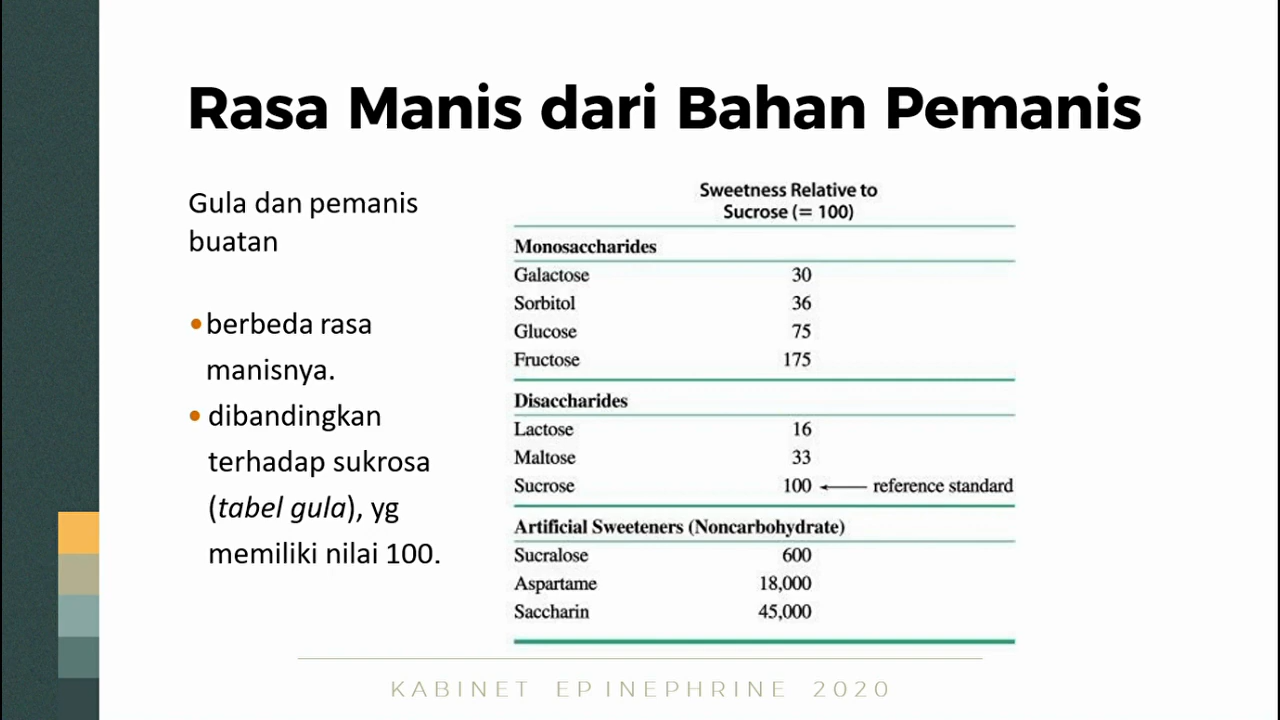 Rasa Manis dari Bahan Pemanis
Gula dan pemanis
buatan
•berbeda rasa
manisnya.
• dibandingkan
terhadap sukrosa
(tabel gula), yg
memiliki nilai 100.
Sweetness Relative to
Sucrose (= 100)
Monosaccharides
Galactose 30
Sorbitol 36
Glucose 75
Fructose 175
Disaccharides
Lactose 16
Maltose 33
Sucrose 100 ← reference standard
Artificial Sweeteners (Noncarbohydrate)
Sucralose 600
Aspartame 18,000
Saccharin 45,000
KABINET EPINEPHRINE 2020